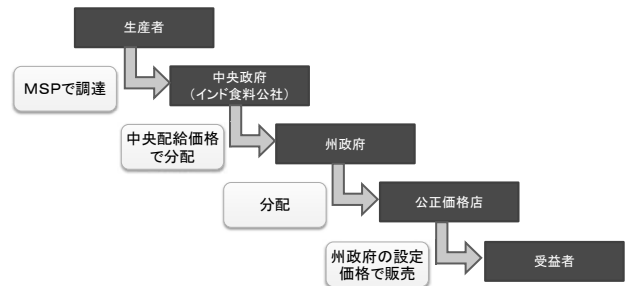 生産者
MSPで調達
中央政府
（インド食料公社）
中央配給価格
で分配
州政府
分配
公正価格店
州政府の設定
価格で販売
受益者